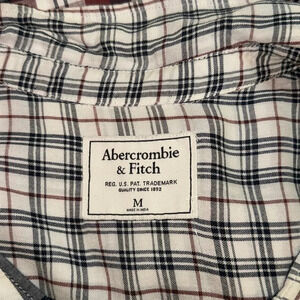 Abercrombie
& Fitch
REG. U.S. PAT. TRADEMARK
QUALITY SINCE 1892
M
MADE IN INDIA